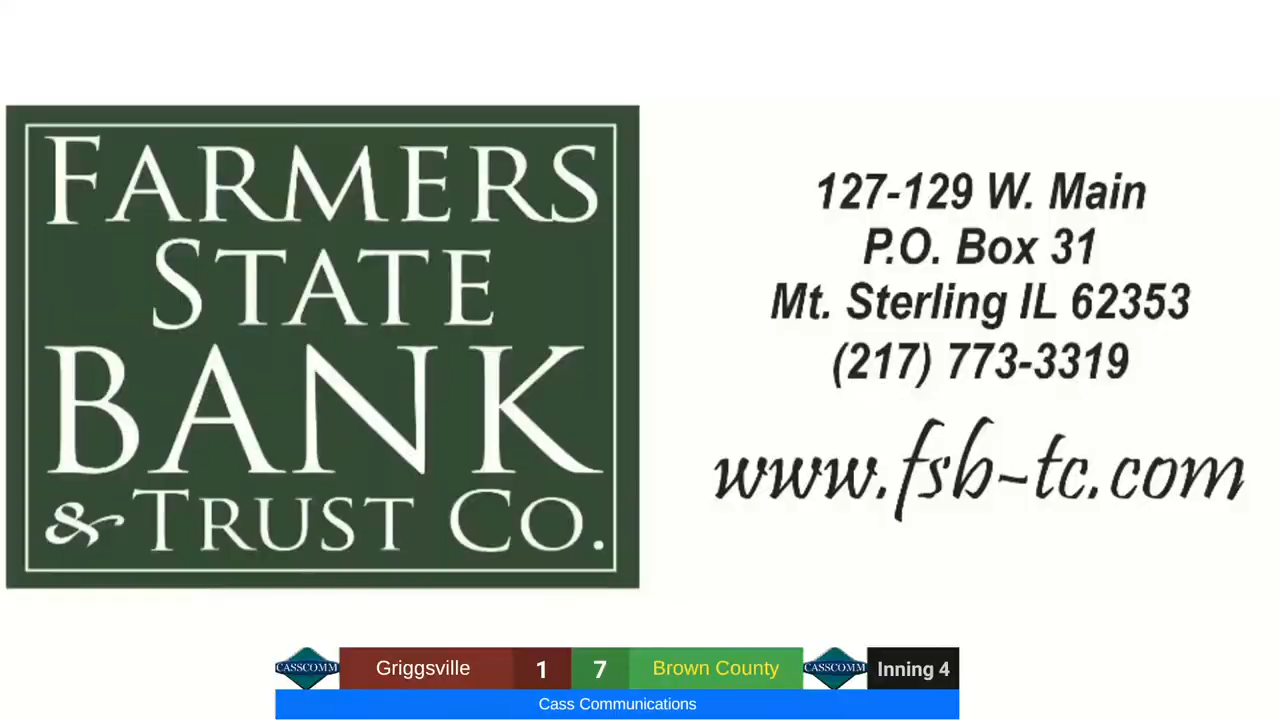 FARMERS
STATE
BANK
& TRUST CO.
127-129 W. Main
P.O. Box 31
Mt. Sterling IL 62353
(217) 773-3319
www.fsb-tc.com
CASSCOMM Griggsville 1 7 Brown County CASSCOMM Inning 4
Cass Communications